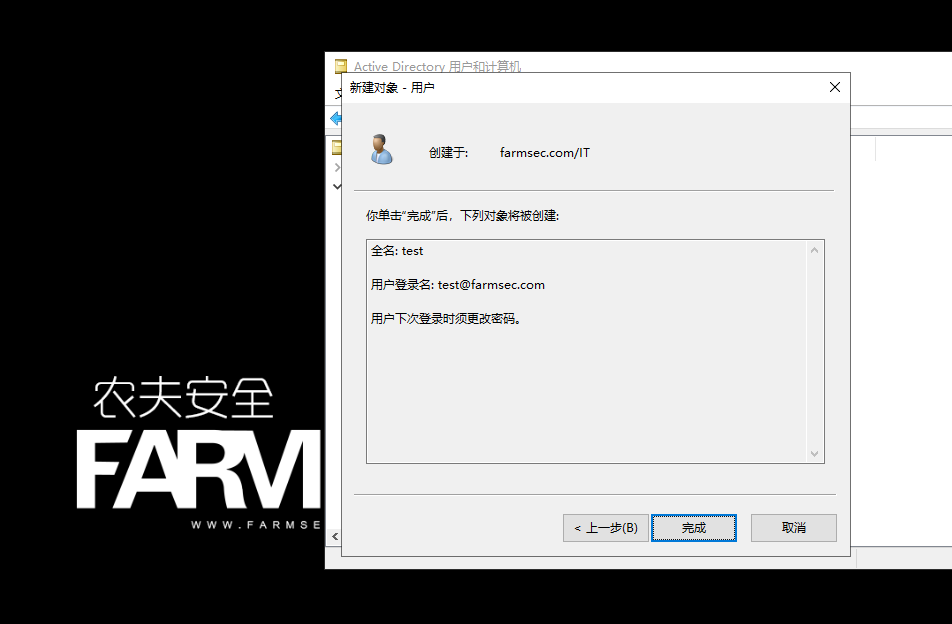 Active Directory 用户和计算机
新建对象 - 用户
创建于:
farmsec.com/IT
你单击“完成”后，下列对象将被创建:
全名: test
用户登录名: test@farmsec.com
用户下次登录时须更改密码。
农夫安全
FARM
WWW.FARMSE
< 上一步(B)
完成
取消